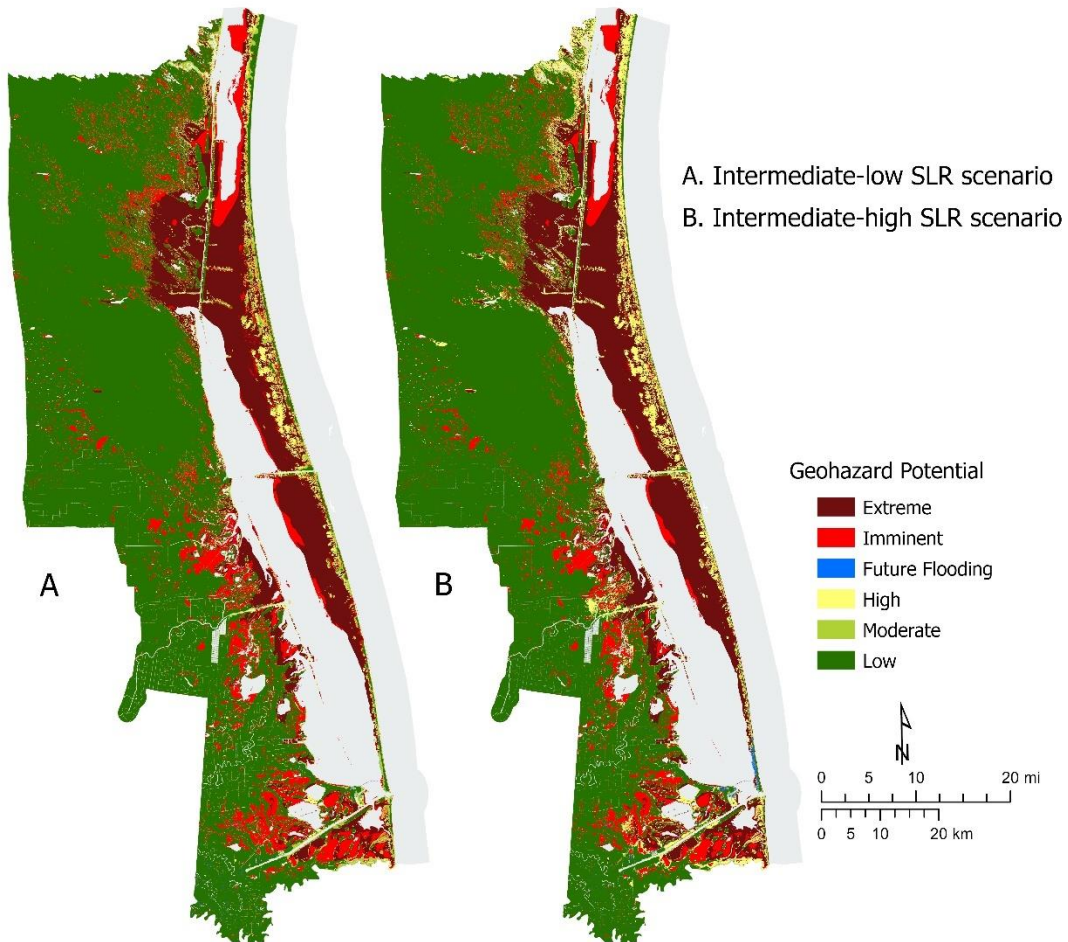 A. Intermediate-low SLR scenario
B. Intermediate-high SLR scenario
A
B
Geohazard Potential
Extreme
Imminent
Future Flooding
High
Moderate
Low
N
0 5 10 20 mi
0 5 10 20 km